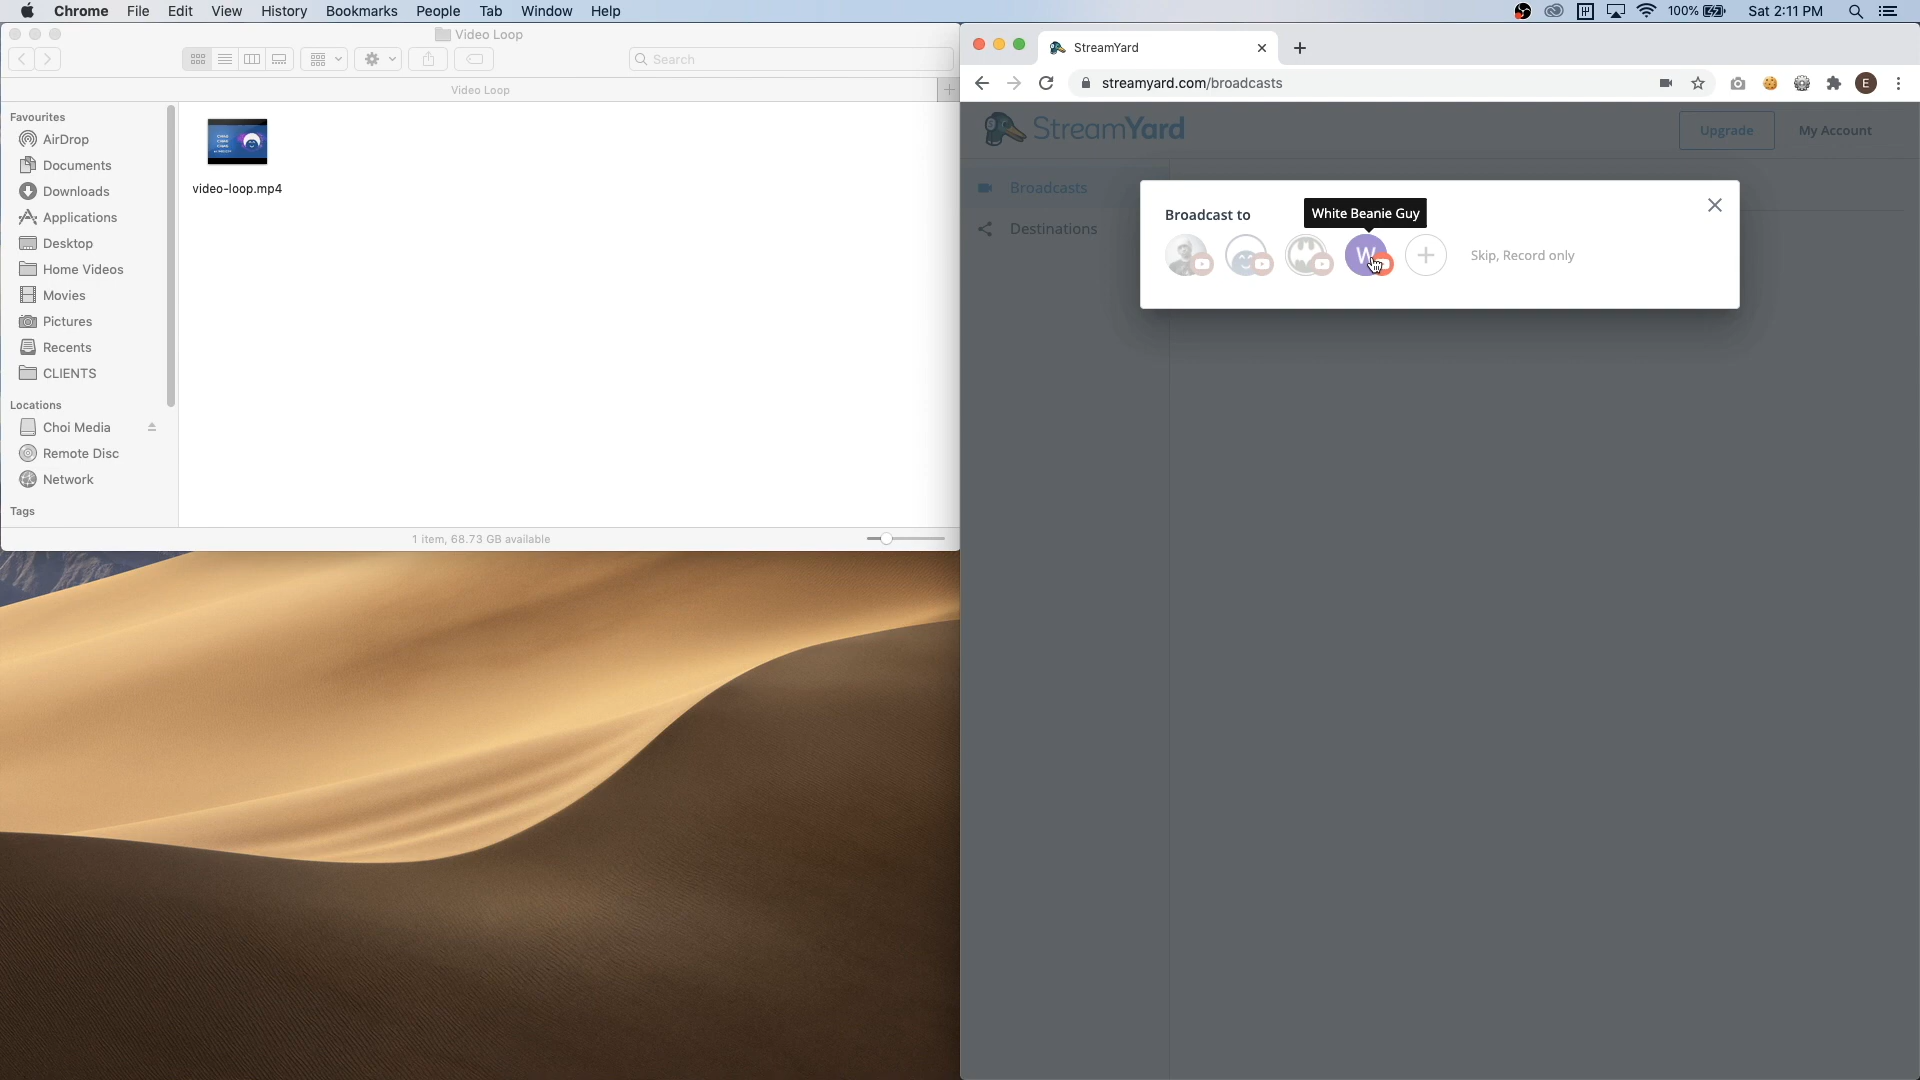 Chrome File Edit View History Bookmarks People Tab Window Help
100% Sat 2:11 PM
Video Loop
Search
Video Loop
Favourites
AirDrop
Documents
Downloads
Applications
Desktop
Home Videos
Movies
Pictures
Recents
CLIENTS
Locations
Choi Media
Remote Disc
Network
Tags
video-loop.mp4
1 item, 68.73 GB available
StreamYard
streamyard.com/broadcasts
E
StreamYard
Upgrade My Account
Broadcasts
Destinations
Broadcast to
White Beanie Guy
W
Skip, Record only